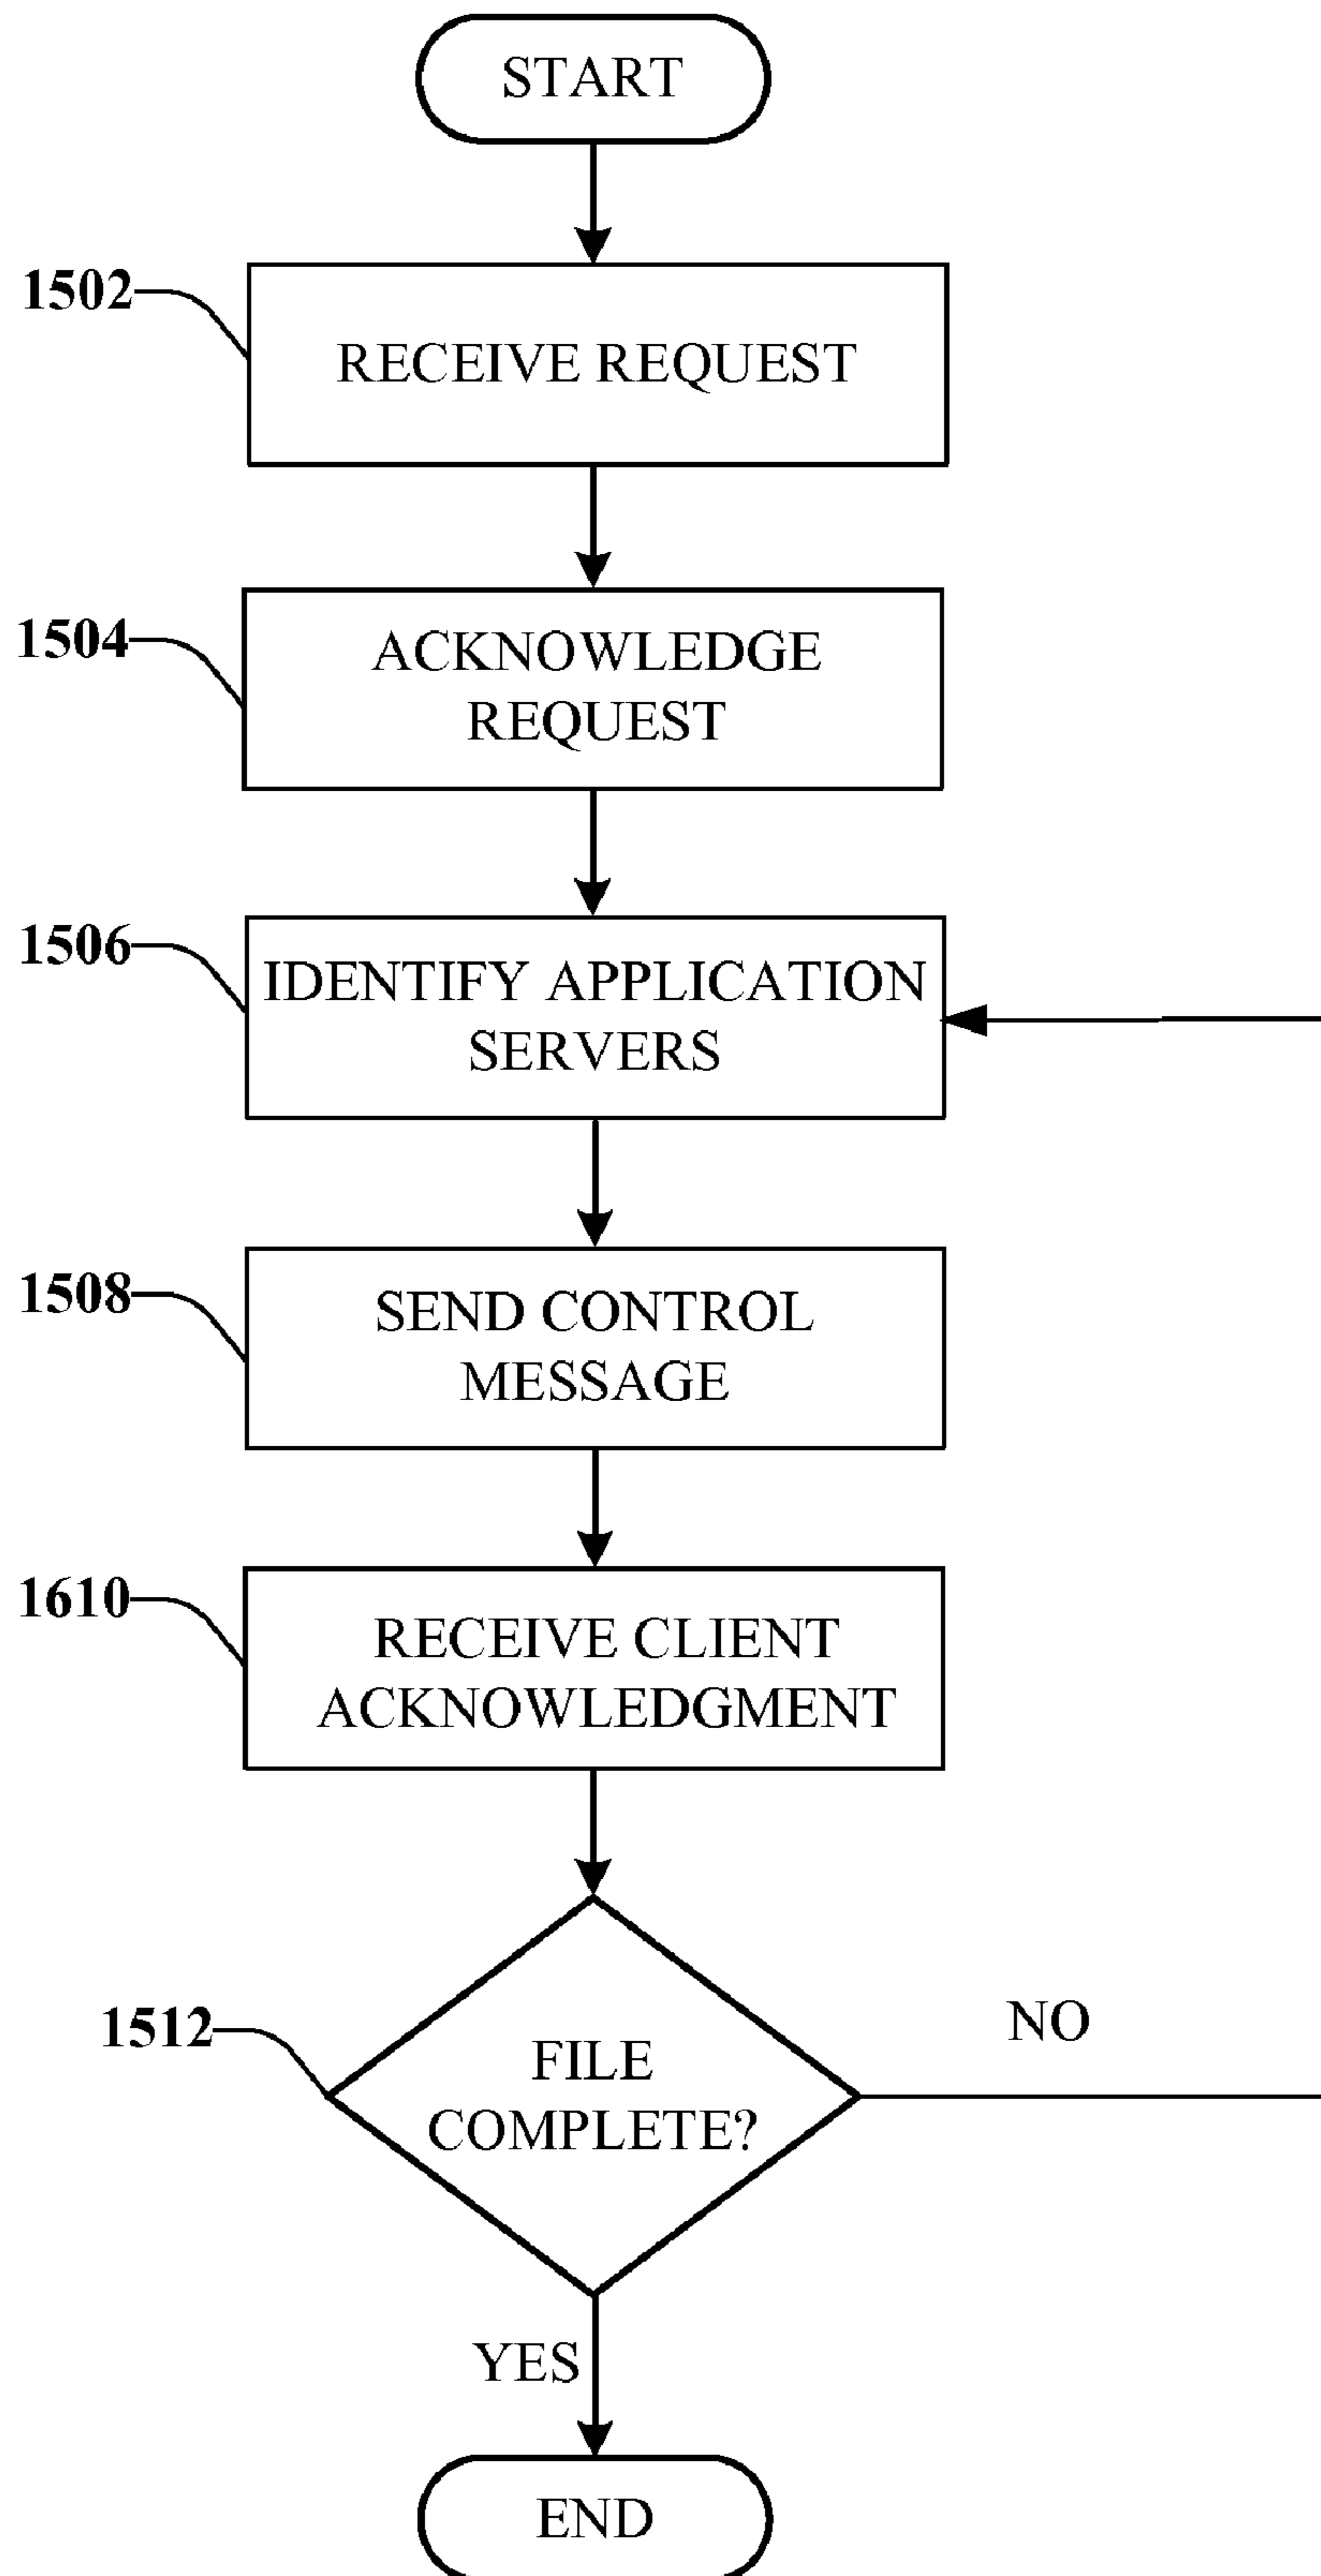 START
1502
RECEIVE REQUEST
1504
ACKNOWLEDGE
REQUEST
1506
IDENTIFY APPLICATION
SERVERS
1508
SEND CONTROL
MESSAGE
1610
RECEIVE CLIENT
ACKNOWLEDGMENT
1512
FILE
COMPLETE?
NO
YES
END